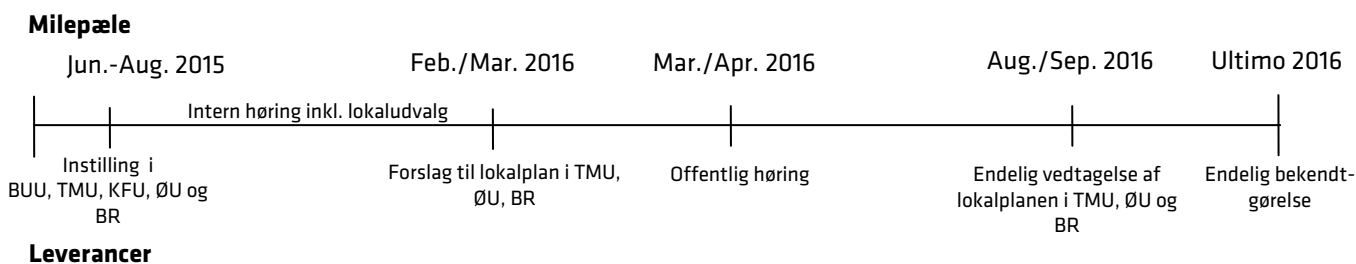 Milepæle
Jun.-Aug. 2015
Feb./Mar. 2016
Mar./Apr. 2016
Aug./Sep. 2016
Ultimo 2016
Intern høring inkl. lokaludvalg
Instilling i
BUU, TMU, KFU, ØU og
BR
Forslag til lokalplan i TMU,
ØU, BR
Offentlig høring
Endelig vedtagelse af
lokalplanen i TMU, ØU og
BR
Endelig bekendt-
gørelse
Leverancer